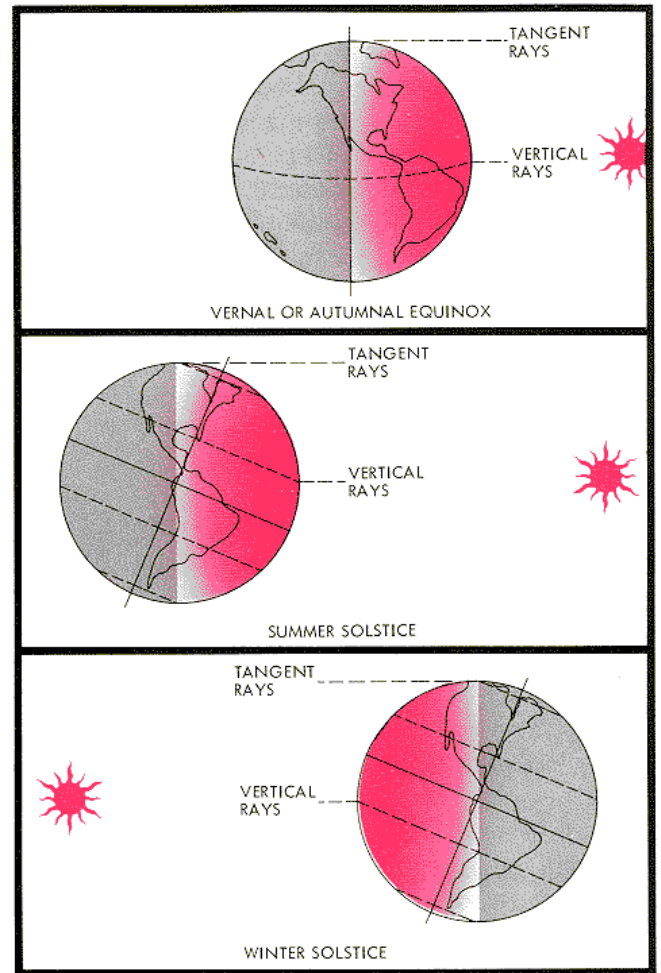 TANGENT
RAYS
VERTICAL
RAYS
VERNAL OR AUTUMNAL EQUINOX
TANGENT
RAYS
VERTICAL
RAYS
SUMMER SOLSTICE
TANGENT
RAYS
VERTICAL
RAYS
WINTER SOLSTICE